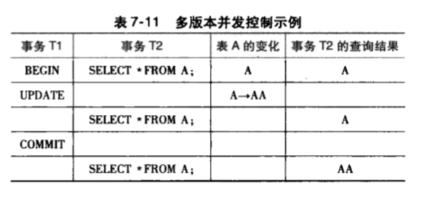 表 7-11 多版本并发控制示例
事务 T1 事务 T2 表 A 的变化 事务 T2 的查询结果
BEGIN SELECT * FROM A; A A
UPDATE A→AA
SELECT * FROM A; A
COMMIT
SELECT * FROM A; AA